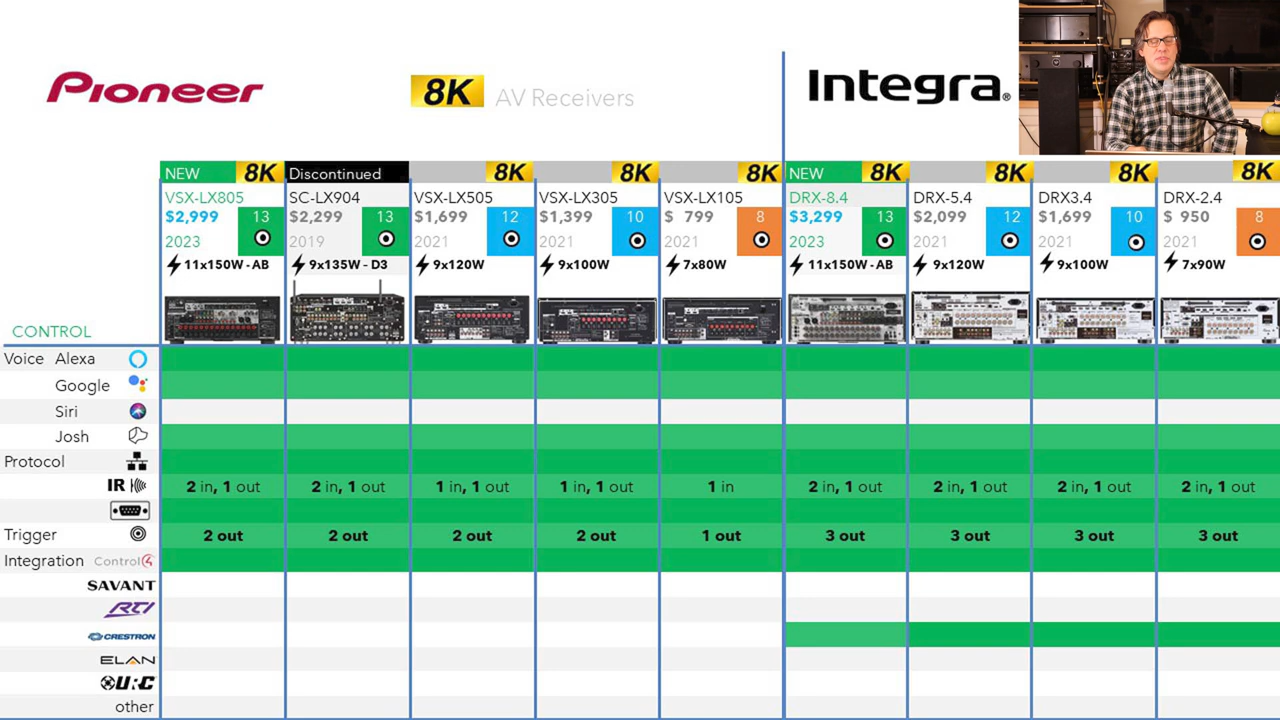 Pioneer
8K AV Receivers
Integra®
NEW 8K Discontinued 8K 8K 8K NEW 8K 8K 8K 8K
VSX-LX805 SC-LX904 VSX-LX505 VSX-LX305 VSX-LX105 DRX-8.4 DRX-5.4 DRX3.4 DRX-2.4
$2,999 13 $2,299 13 $1,699 12 $1,399 10 $ 799 8 $3,299 13 $2,099 12 $1,699 10 $ 950 8
2023 2019 2021 2021 2021 2023 2021 2021 2021
11x150W - AB 9x135W - D3 9x120W 9x100W 7x80W 11x150W - AB 9x120W 9x100W 7x90W
CONTROL
Voice Alexa
Google
Siri
Josh
Protocol
IR 2 in, 1 out 2 in, 1 out 1 in, 1 out 1 in, 1 out 1 in 2 in, 1 out 2 in, 1 out 2 in, 1 out 2 in, 1 out
Trigger 2 out 2 out 2 out 2 out 1 out 3 out 3 out 3 out 3 out
Integration Control4
SAVANT
RTI
CRESTRON
ELAN
URC
other